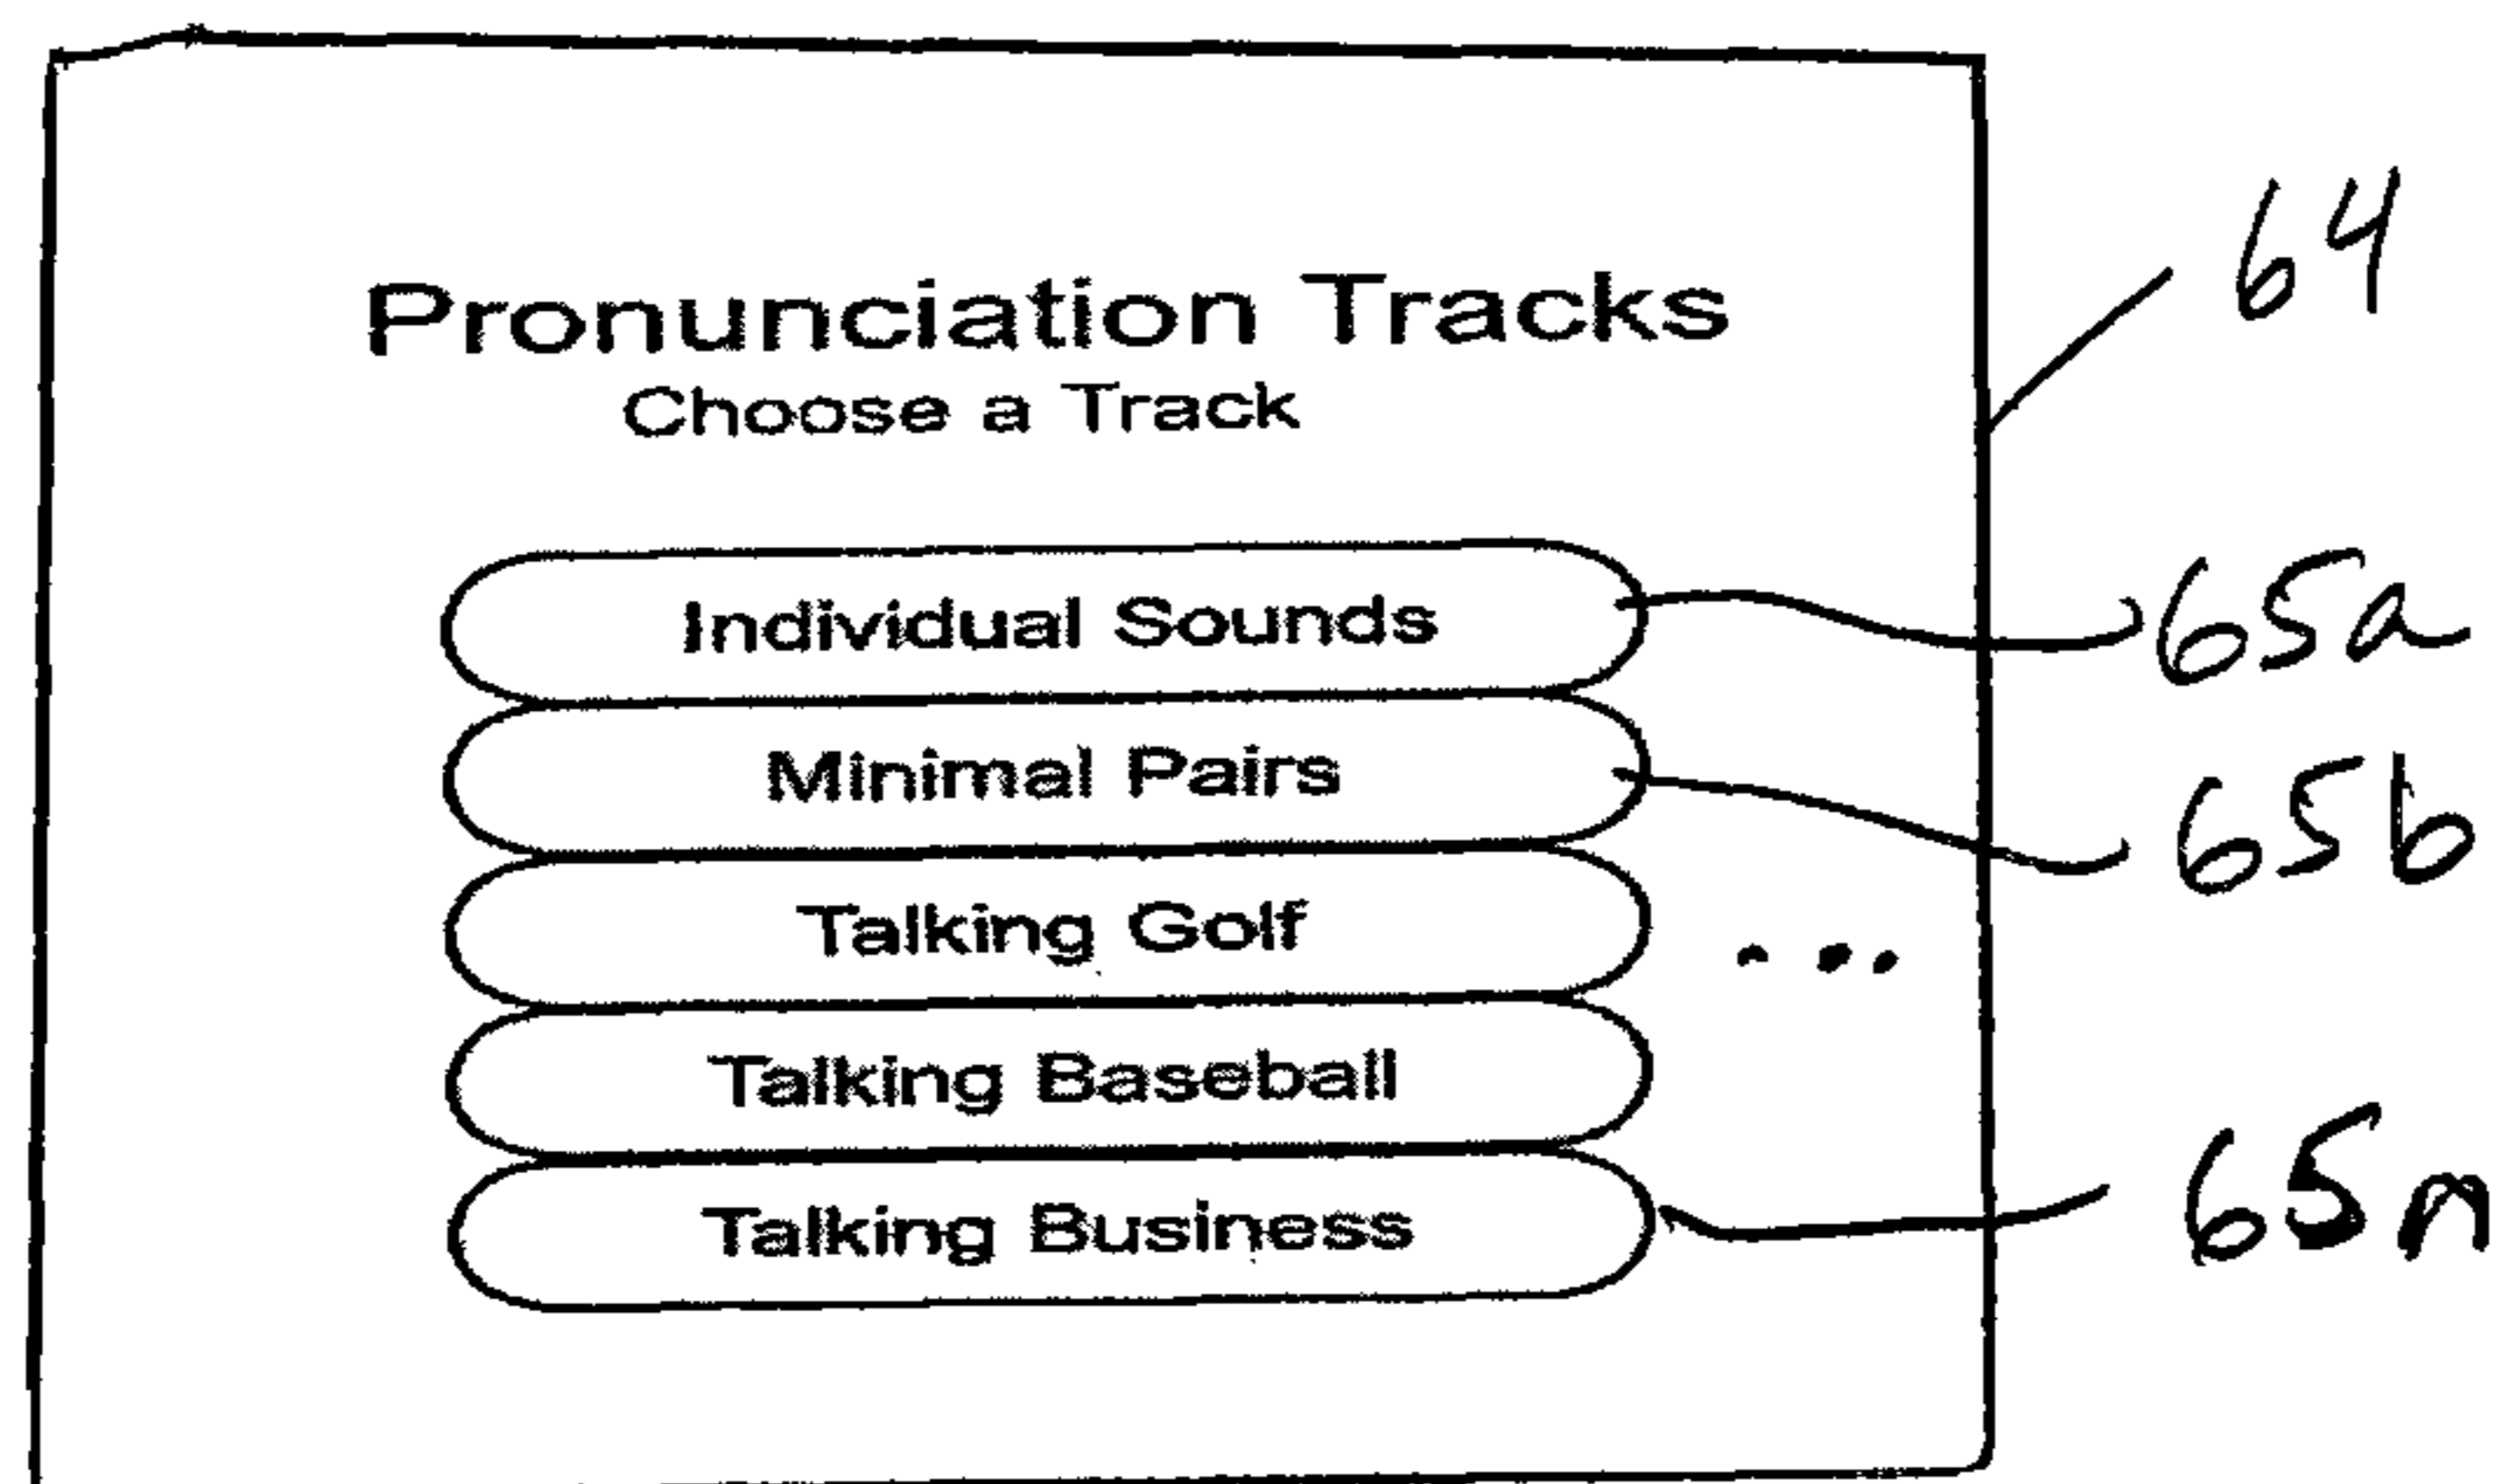 64
Pronunciation Tracks
Choose a Track
Individual Sounds 65a
Minimal Pairs 65b
Talking Golf ...
Talking Baseball
Talking Business 65n